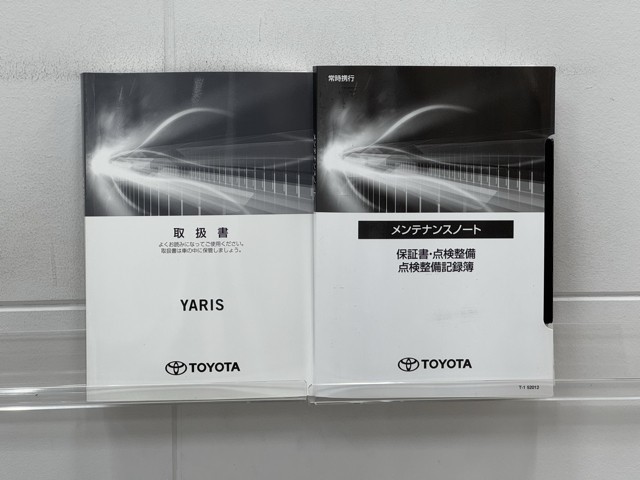 取扱書
よくお読みになってご使用ください。
取扱書は車の中に保管しましょう。
YARIS
TOYOTA
常時携行
メンテナンスノート
保証書・点検整備
点検整備記録簿
TOYOTA
T-1 52012